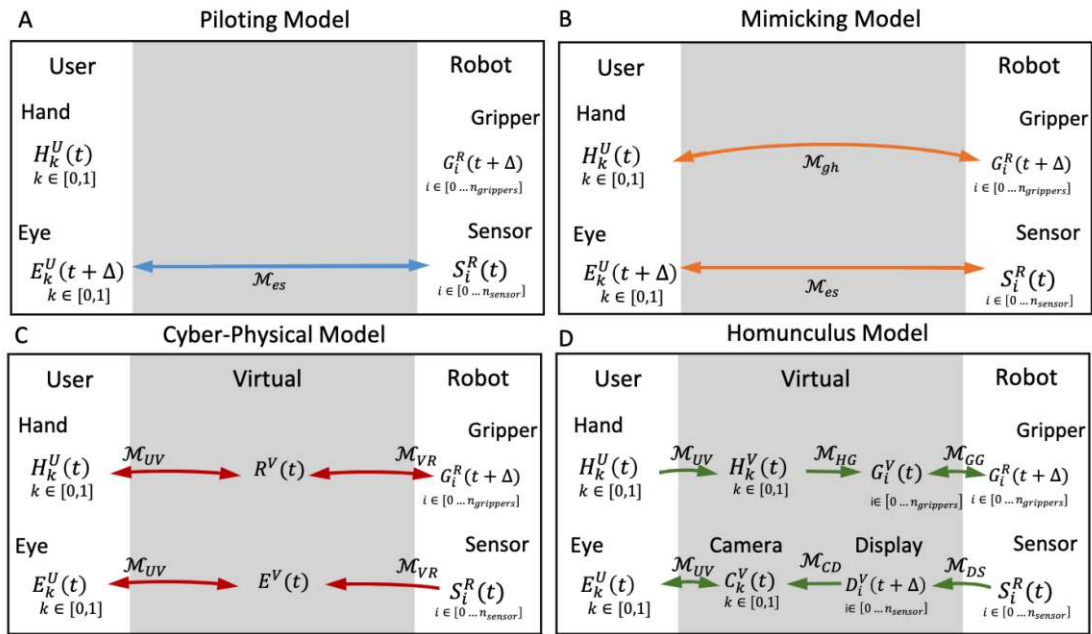 A
Piloting Model
User
Robot
Hand
Gripper
H_k^U(t)
k ∈ [0,1]
G_i^R(t + Δ)
i ∈ [0 … n_grippers]
Eye
Sensor
E_k^U(t + Δ)
k ∈ [0,1]
ℳ_es
S_i^R(t)
i ∈ [0 … n_sensor]
B
Mimicking Model
User
Robot
Hand
Gripper
H_k^U(t)
k ∈ [0,1]
ℳ_gh
G_i^R(t + Δ)
i ∈ [0 … n_grippers]
Eye
Sensor
E_k^U(t + Δ)
k ∈ [0,1]
ℳ_es
S_i^R(t)
i ∈ [0 … n_sensor]
C
Cyber-Physical Model
User
Virtual
Robot
Hand
Gripper
H_k^U(t)
k ∈ [0,1]
ℳ_UV
R^V(t)
ℳ_VR
G_i^R(t + Δ)
i ∈ [0 … n_grippers]
Eye
Sensor
E_k^U(t)
k ∈ [0,1]
ℳ_UV
E^V(t)
ℳ_VR
S_i^R(t)
i ∈ [0 … n_sensor]
D
Homunculus Model
User
Virtual
Robot
Hand
Gripper
H_k^U(t)
k ∈ [0,1]
ℳ_UV
H_k^V(t)
k ∈ [0,1]
ℳ_HG
G_i^V(t)
i∈ [0 … n_grippers]
ℳ_GG
G_i^R(t + Δ)
i ∈ [0 … n_grippers]
Eye
Camera
Display
Sensor
E_k^U(t)
k ∈ [0,1]
ℳ_UV
C_k^V(t)
k ∈ [0,1]
ℳ_CD
D_i^V(t + Δ)
i∈ [0 … n_sensor]
ℳ_DS
S_i^R(t)
i ∈ [0 … n_sensor]